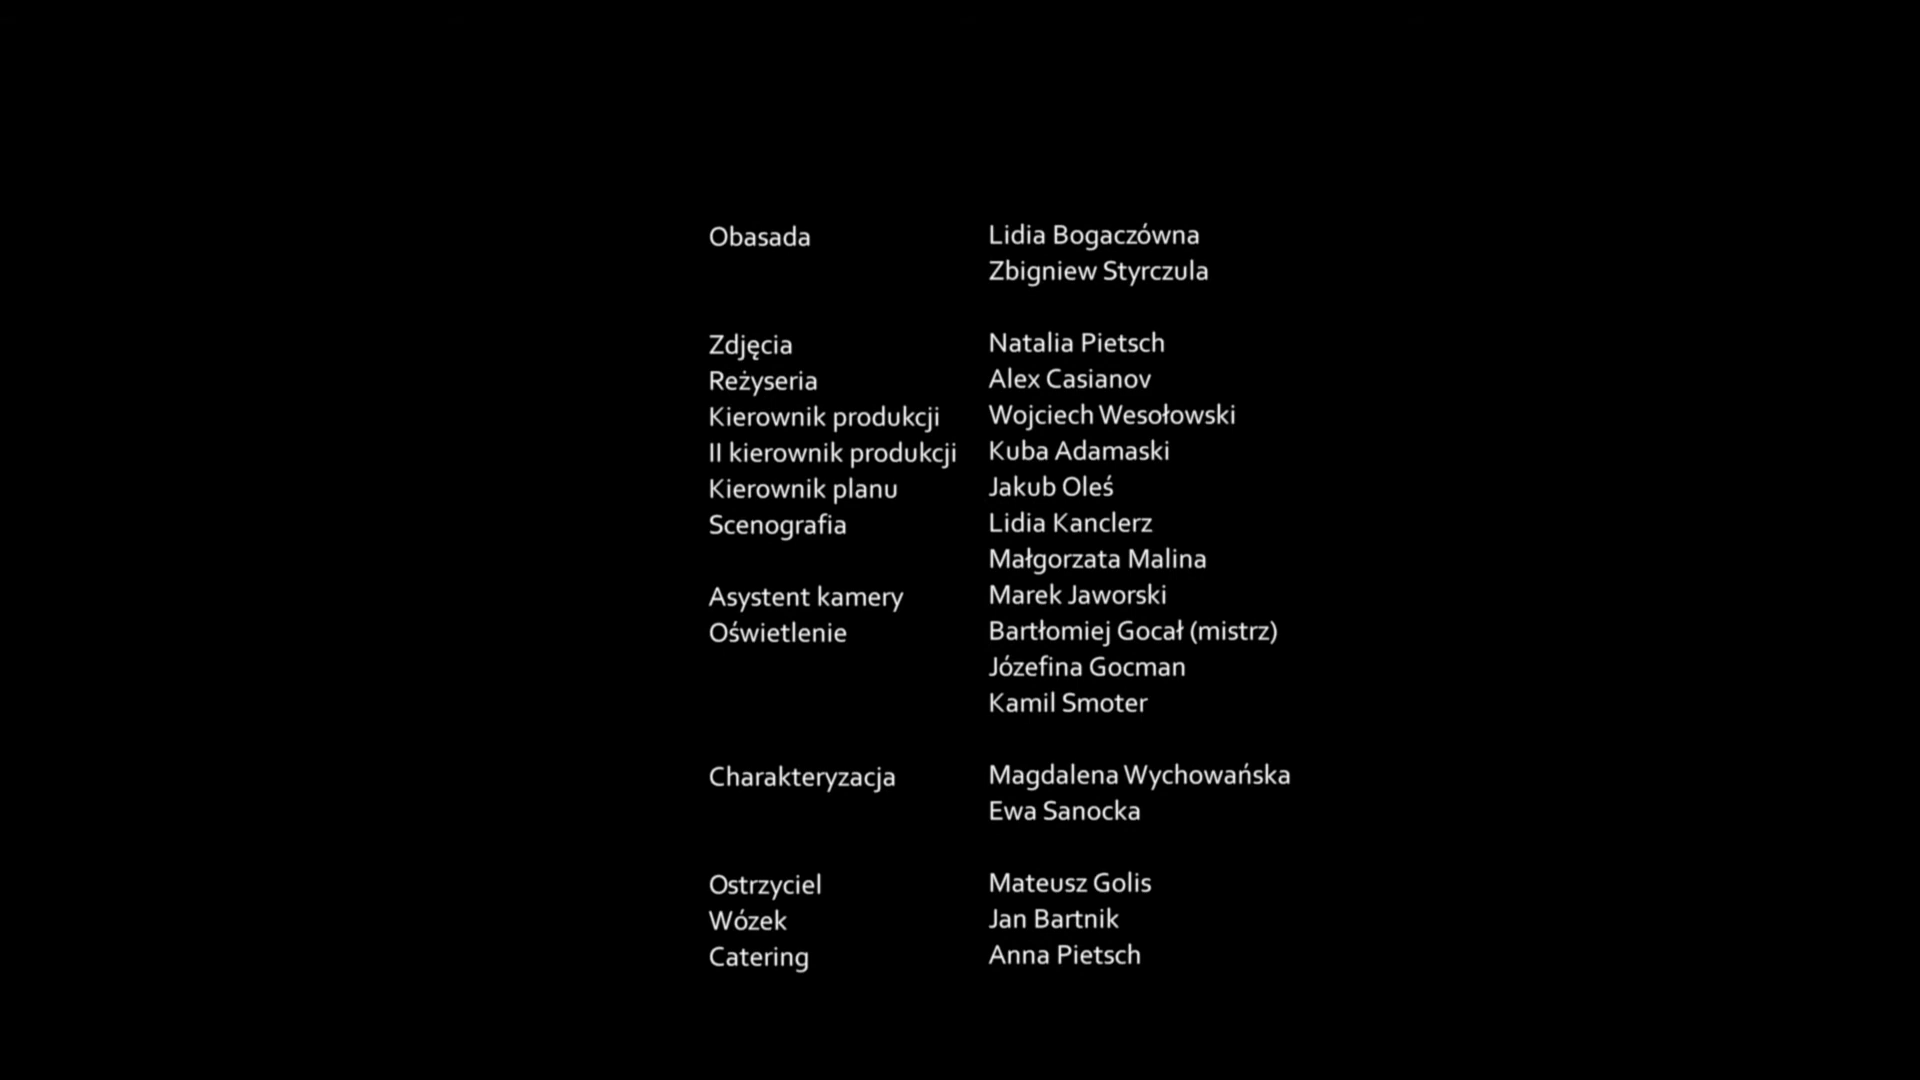 Obasada Lidia Bogaczówna
Zbigniew Styrczula
Zdjęcia Natalia Pietsch
Reżyseria Alex Casianov
Kierownik produkcji Wojciech Wesołowski
II kierownik produkcji Kuba Adamaski
Kierownik planu Jakub Oleś
Scenografia Lidia Kanclerz
Małgorzata Malina
Asystent kamery Marek Jaworski
Oświetlenie Bartłomiej Gocał (mistrz)
Józefina Gocman
Kamil Smoter
Charakteryzacja Magdalena Wychowańska
Ewa Sanocka
Ostrzyciel Mateusz Golis
Wózek Jan Bartnik
Catering Anna Pietsch